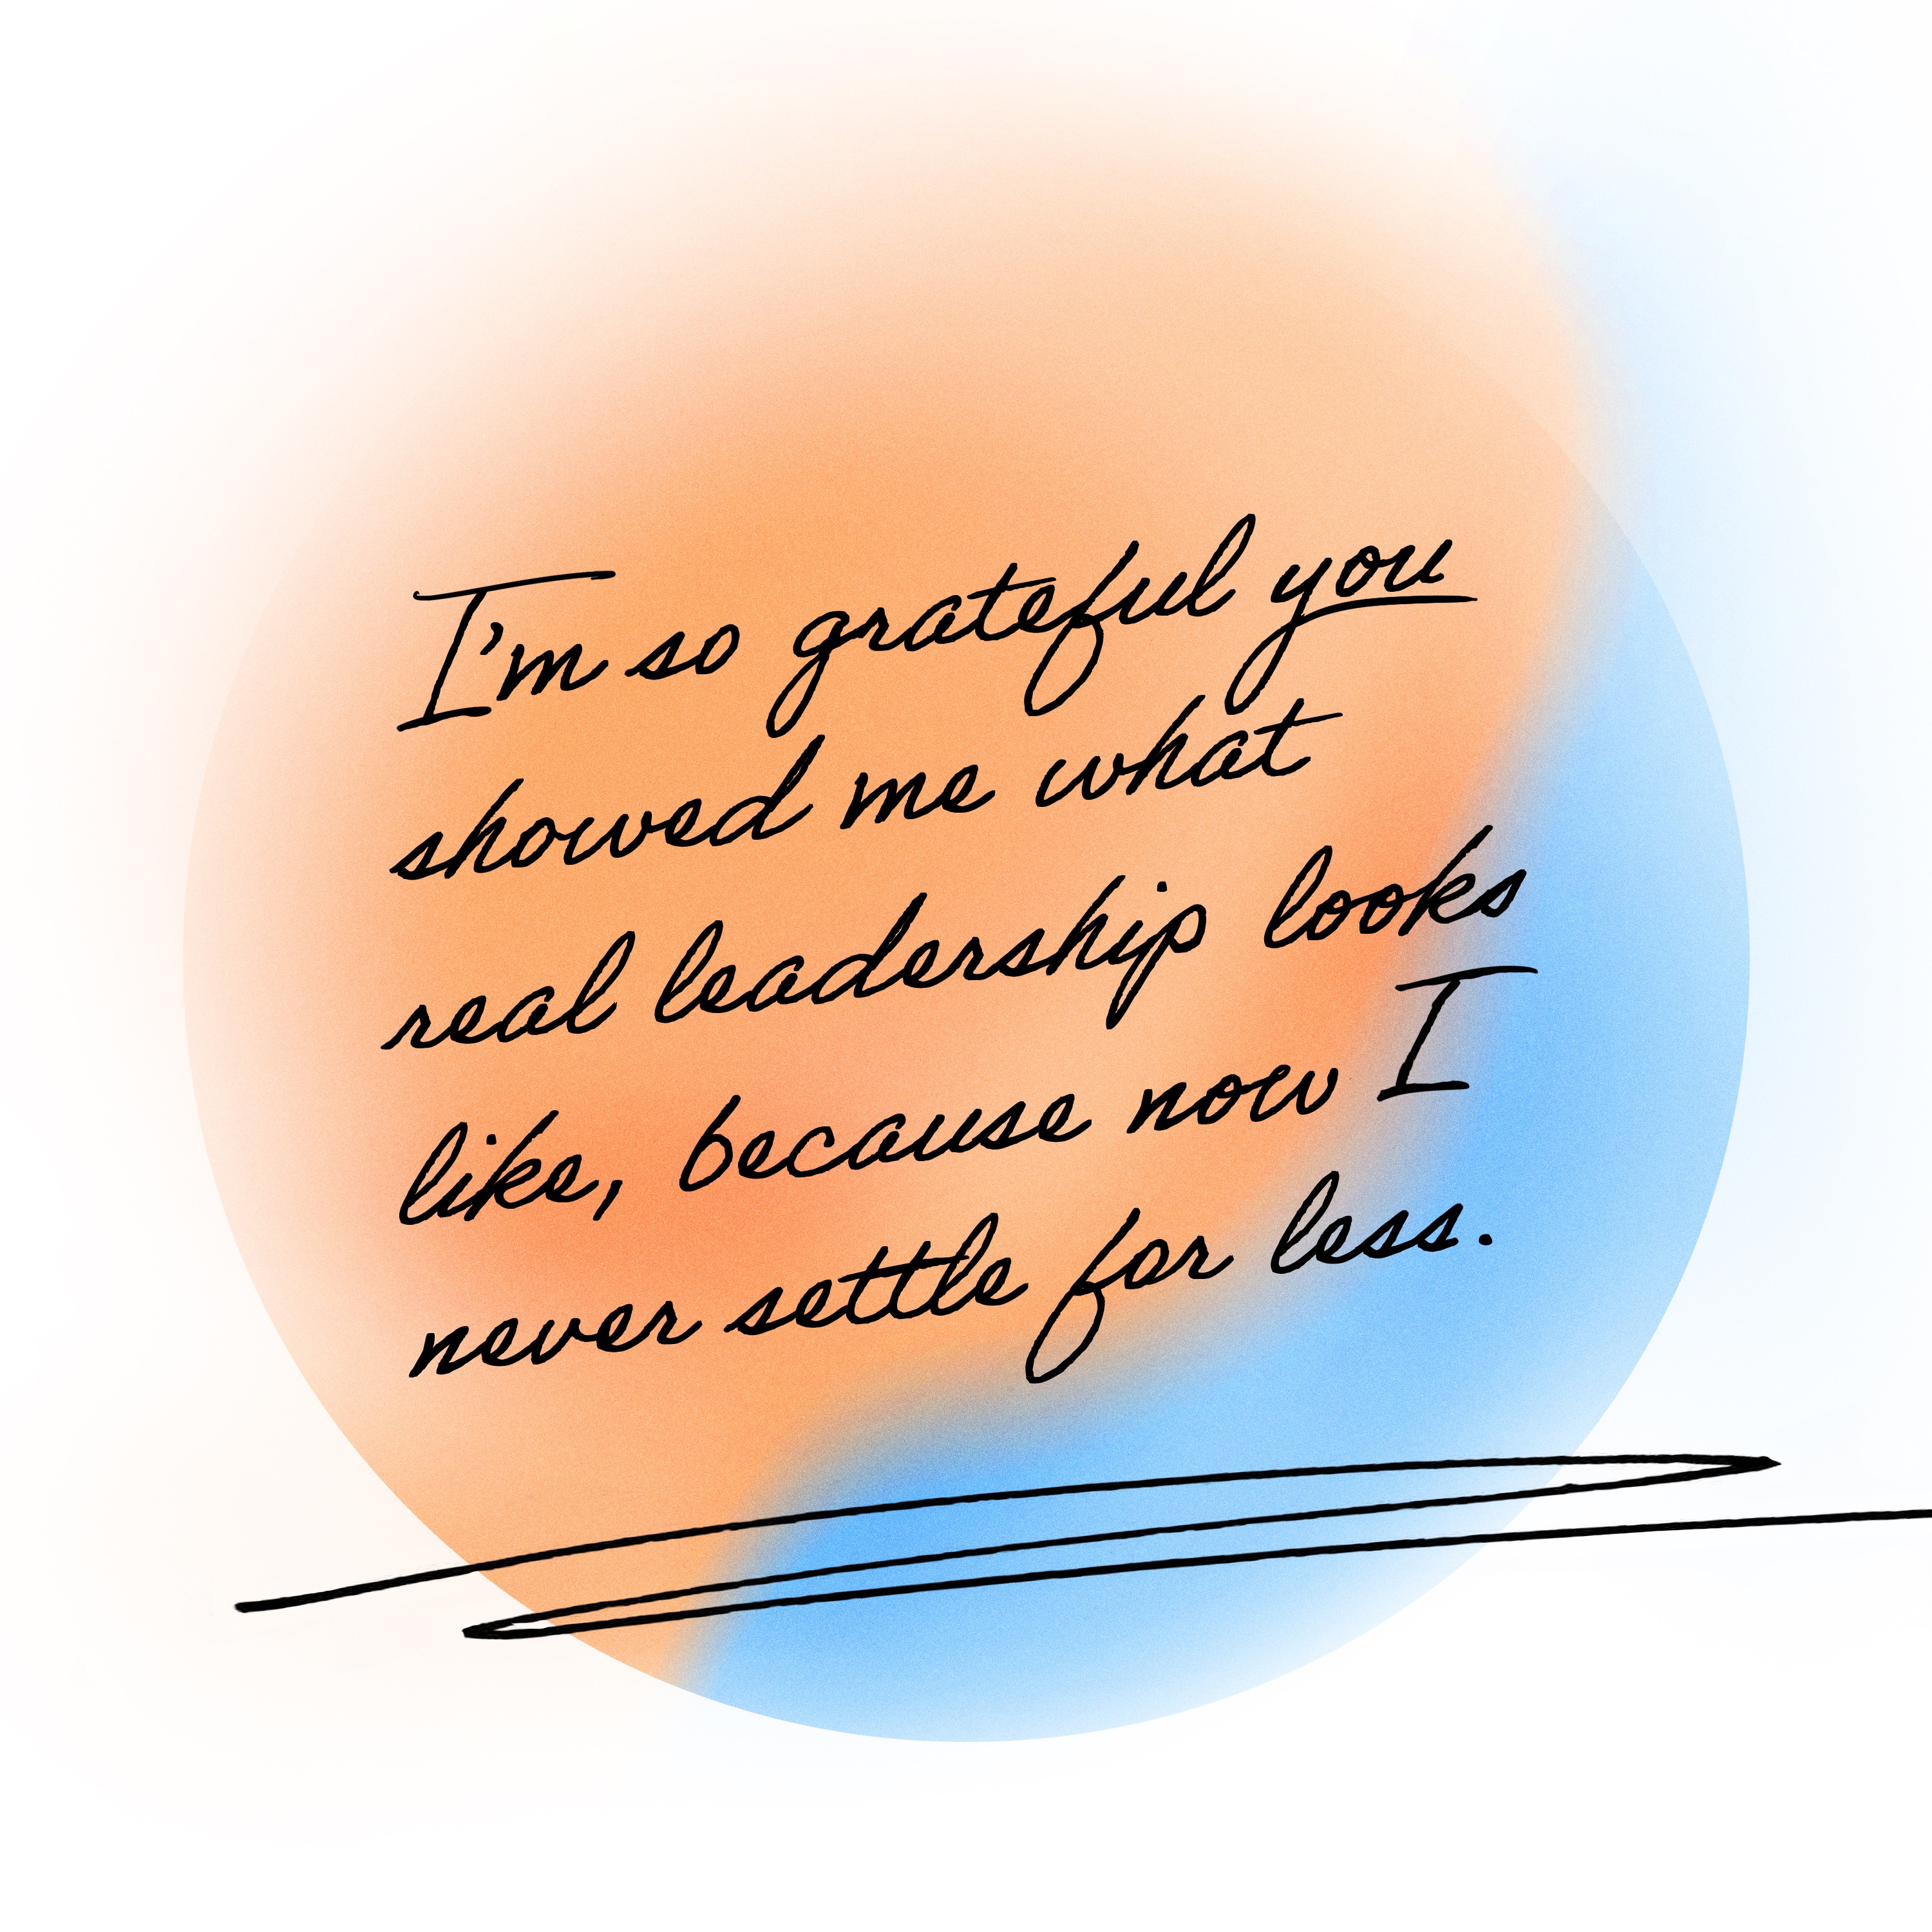 I'm so grateful you
showed me what
real leadership looks
like, because now I
never settle for less.